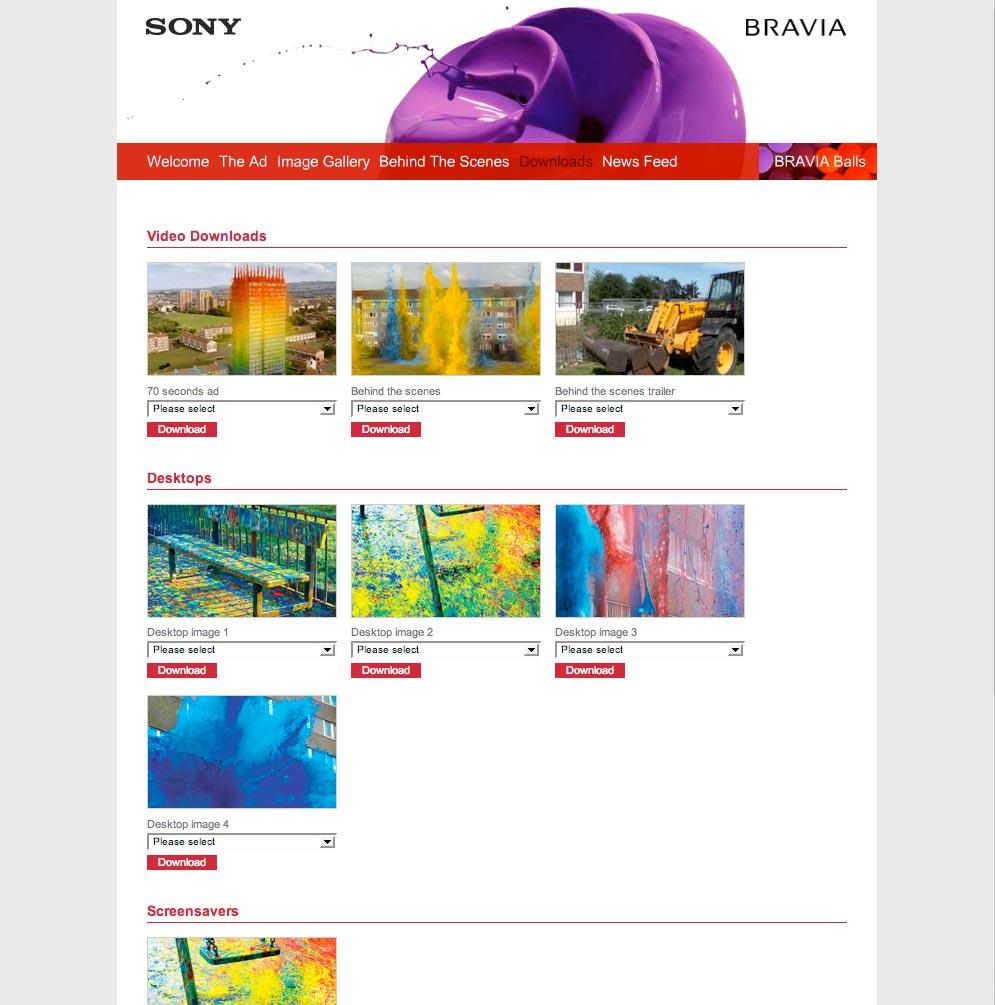 SONY
BRAVIA
Welcome The Ad Image Gallery Behind The Scenes Downloads News Feed BRAVIA Balls
Video Downloads
70 seconds ad Behind the scenes Behind the scenes trailer
Please select Please select Please select
Download Download Download
Desktops
Desktop image 1 Desktop image 2 Desktop image 3
Please select Please select Please select
Download Download Download
Desktop image 4
Please select
Download
Screensavers